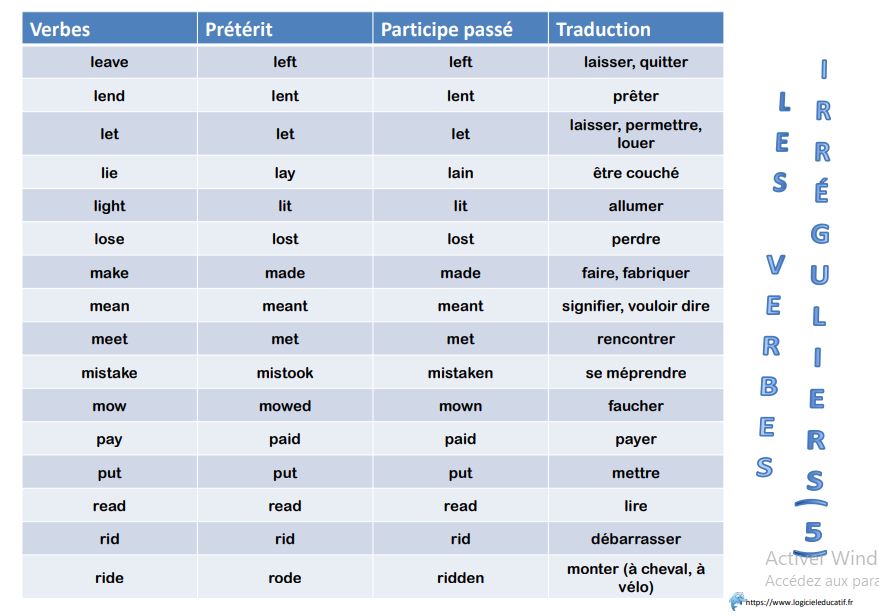 Verbes Prétérit Participe passé Traduction
leave left left laisser, quitter
lend lent lent prêter
let let let laisser, permettre,
louer
lie lay lain être couché
light lit lit allumer
lose lost lost perdre
make made made faire, fabriquer
mean meant meant signifier, vouloir dire
meet met met rencontrer
mistake mistook mistaken se méprendre
mow mowed mown faucher
pay paid paid payer
put put put mettre
read read read lire
rid rid rid débarrasser
ride rode ridden monter (à cheval, à
vélo)
LES VERBES
IRRÉGULIERS (5)
Activer Wind
Accédez aux para
https://www.logicieleducatif.fr